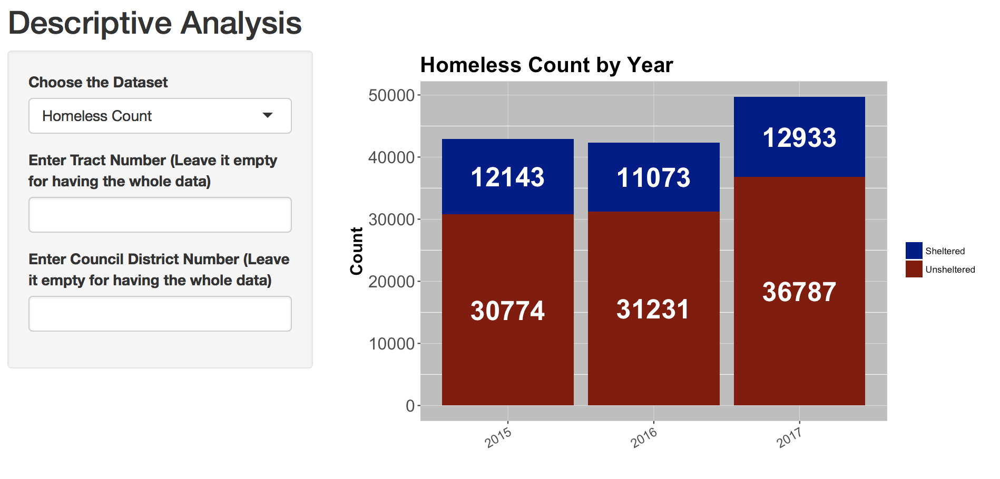 Descriptive Analysis
Choose the Dataset
Homeless Count
Enter Tract Number (Leave it empty
for having the whole data)
Enter Council District Number (Leave
it empty for having the whole data)
Homeless Count by Year
50000
40000
30000
20000
10000
0
Count
12143
11073
12933
30774
31231
36787
2015
2016
2017
Sheltered
Unsheltered